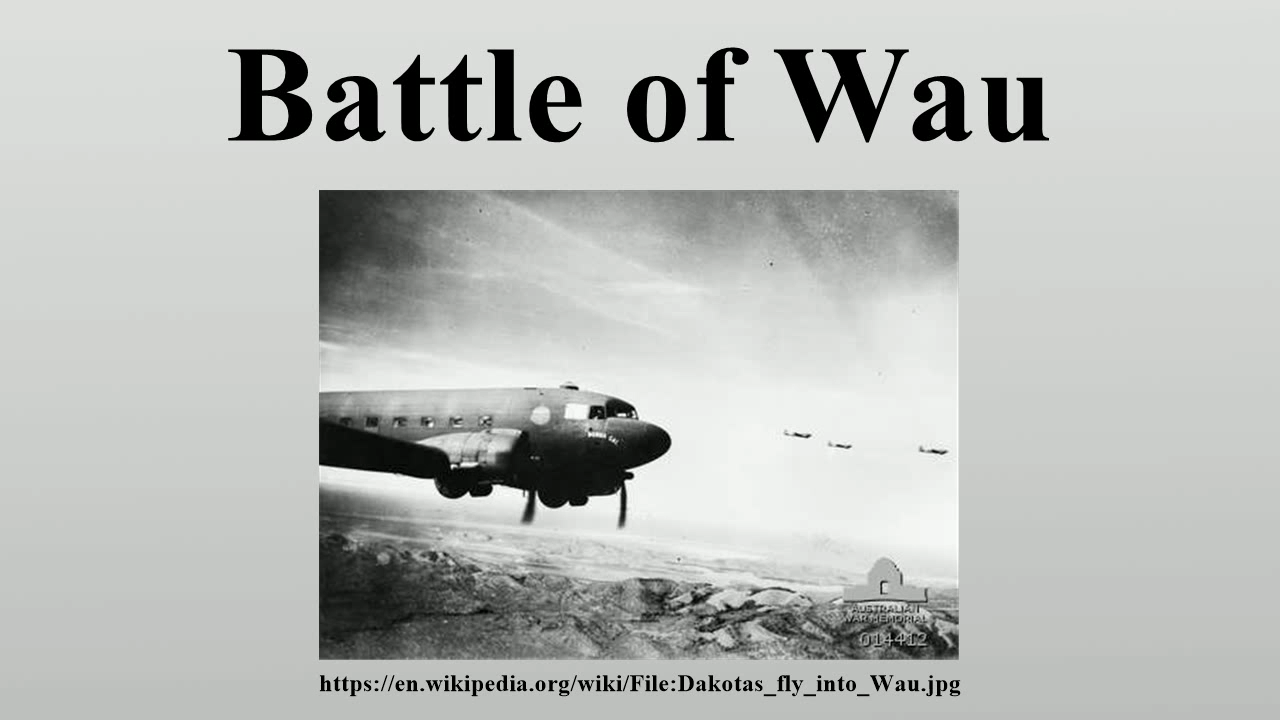 Battle of Wau
AUSTRALIAN
WAR MEMORIAL
014412
https://en.wikipedia.org/wiki/File:Dakotas_fly_into_Wau.jpg